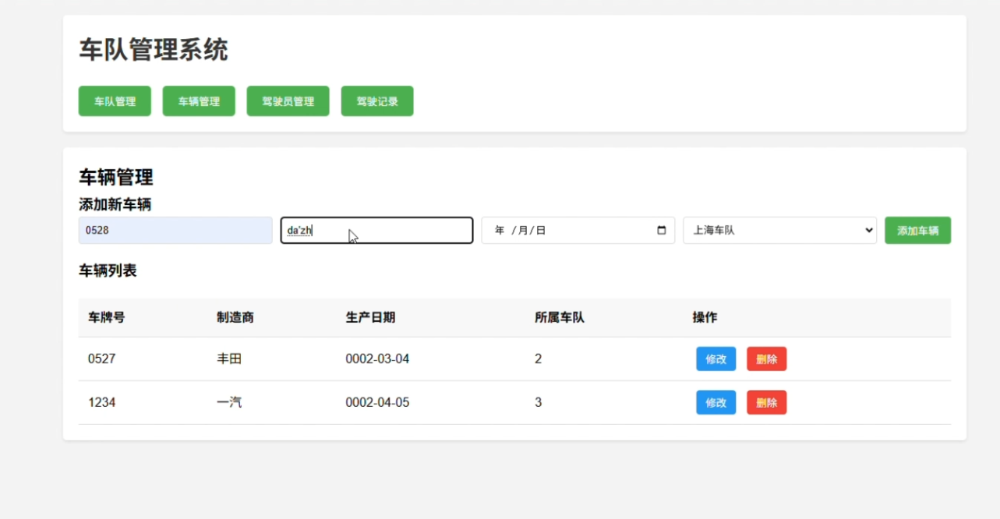 车队管理系统
车队管理 车辆管理 驾驶员管理 驾驶记录
车辆管理
添加新车辆
0528 da'zh 年 /月/日 上海车队 添加车辆
车辆列表
车牌号 制造商 生产日期 所属车队 操作
0527 丰田 0002-03-04 2 修改 删除
1234 一汽 0002-04-05 3 修改 删除